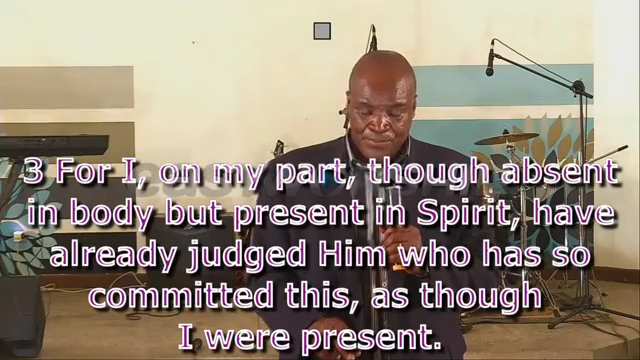 3 For I, on my part, though absent
in body but present in Spirit, have
already judged Him who has so
committed this, as though
I were present.